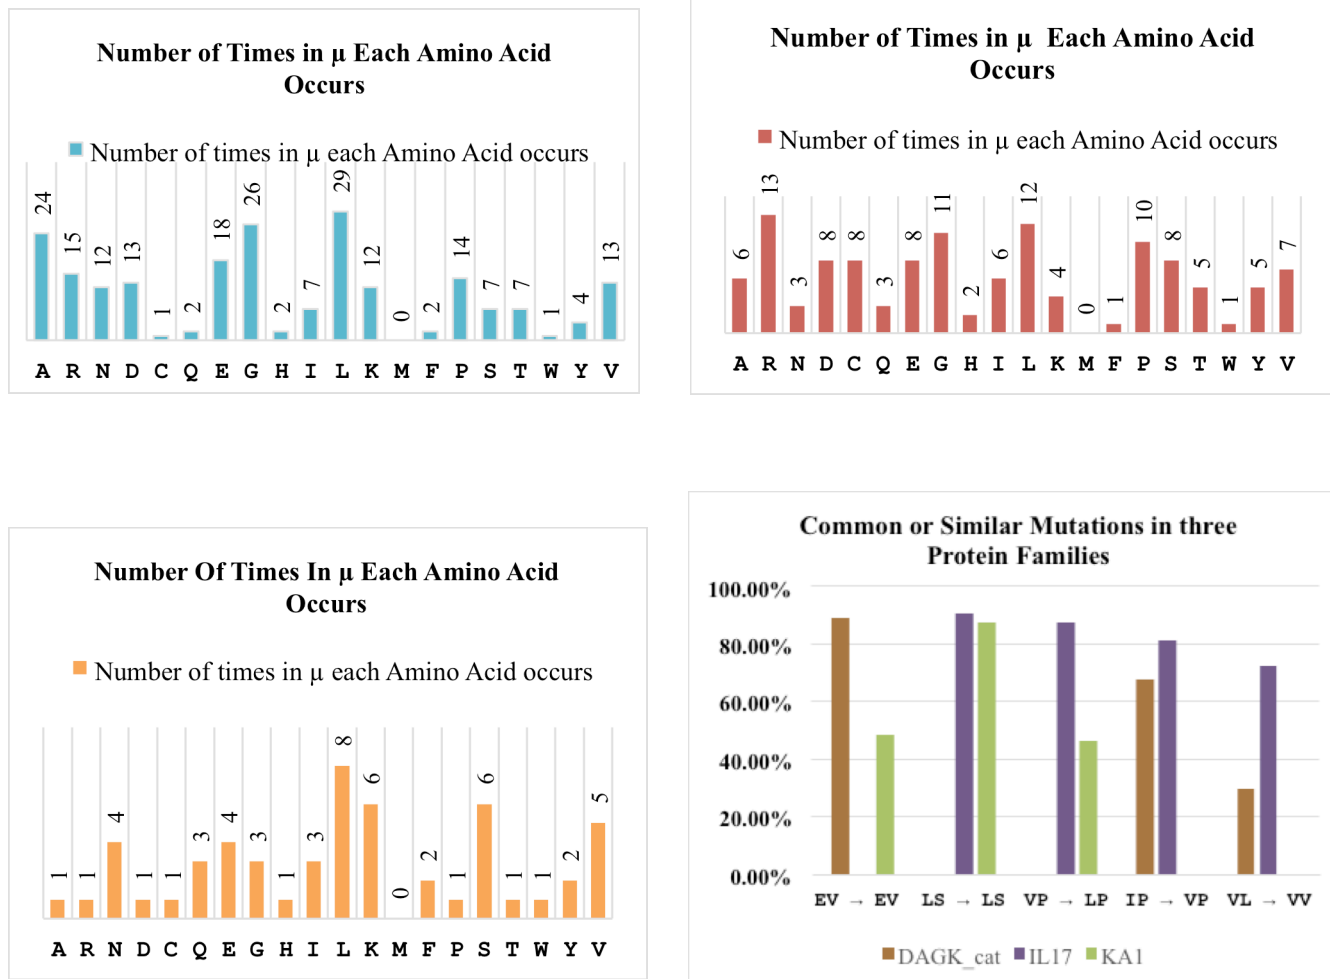 Number of Times in μ Each Amino Acid
Occurs
Number of times in μ each Amino Acid occurs
24 15 12 13 1 2 18 26 2 7 29 12 0 2 14 7 7 1 4 13
A R N D C Q E G H I L K M F P S T W Y V
Number of Times in μ Each Amino Acid
Occurs
Number of times in μ each Amino Acid occurs
6 13 3 8 8 3 8 11 2 6 12 4 0 1 10 8 5 1 5 7
A R N D C Q E G H I L K M F P S T W Y V
Number Of Times In μ Each Amino Acid
Occurs
Number of times in μ each Amino Acid occurs
1 1 4 1 1 3 4 3 1 3 8 6 0 2 1 6 1 1 2 5
A R N D C Q E G H I L K M F P S T W Y V
Common or Similar Mutations in three
Protein Families
100.00%
80.00%
60.00%
40.00%
20.00%
0.00%
EV → EV LS → LS VP → LP IP → VP VL → VV
DAGK_cat IL17 KA1